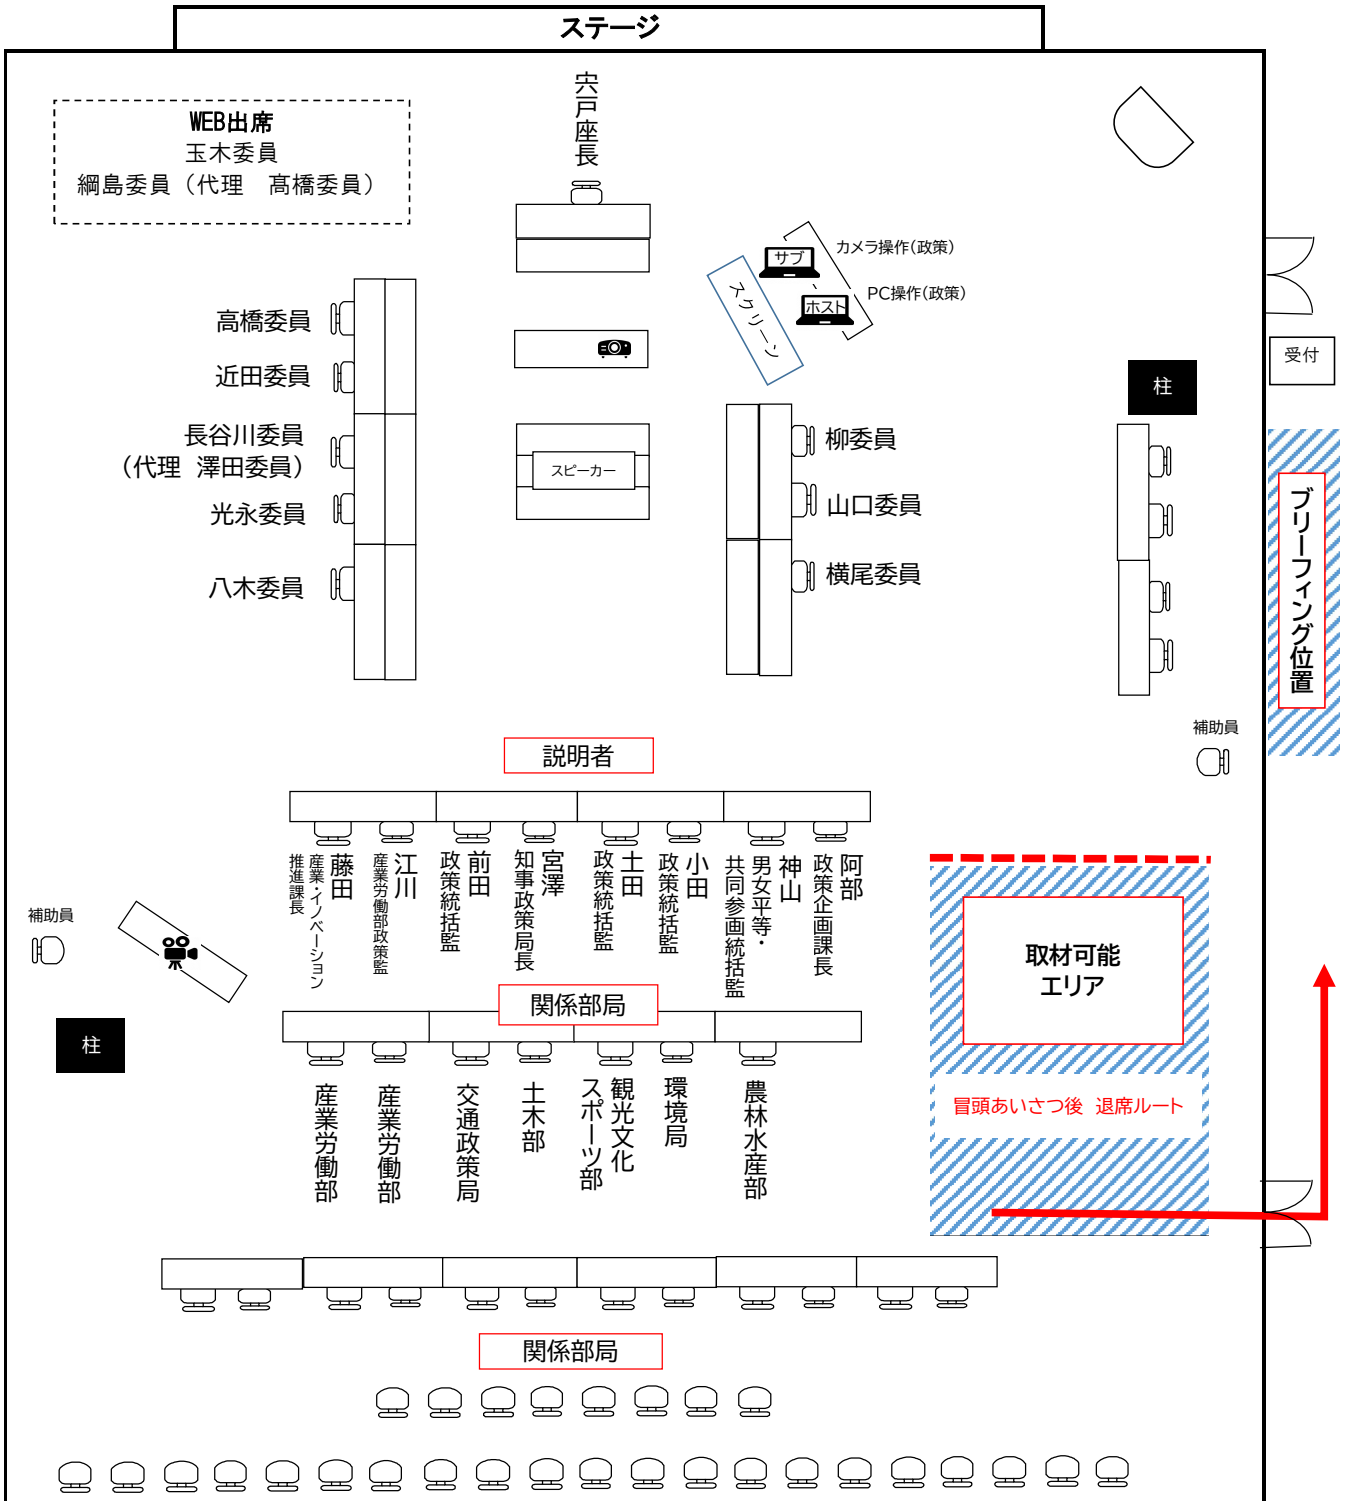 ステージ
宍戸座長
WEB出席
玉木委員
綱島委員（代理　髙橋委員）
カメラ操作(政策)
サブ
PC操作(政策)
ホスト
スクリーン
受付
柱
高橋委員
近田委員
長谷川委員
（代理 澤田委員）
光永委員
八木委員
スピーカー
柳委員
山口委員
横尾委員
ブリーフィング位置
補助員
説明者
藤田
産業・イノベーション
推進課長
江川
産業労働部政策監
前田
政策統括監
宮澤
知事政策局長
土田
政策統括監
小田
政策統括監
神山
男女平等・
共同参画統括監
阿部
政策企画課長
補助員
柱
取材可能
エリア
冒頭あいさつ後 退席ルート
関係部局
産業労働部
産業労働部
交通政策局
土木部
観光文化
スポーツ部
環境局
農林水産部
関係部局